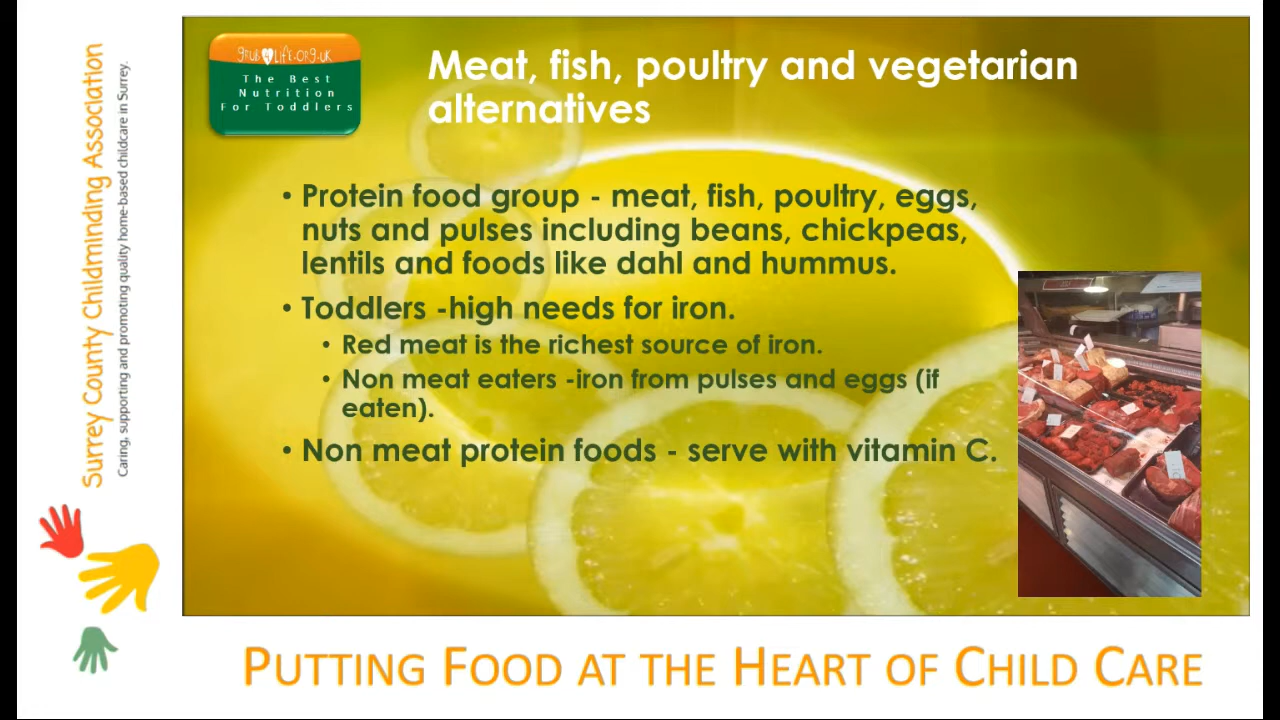 Surrey County Childminding Association
Caring, supporting and promoting quality home-based childcare in Surrey.
grub4life.org.uk
The Best
Nutrition
For Toddlers
Meat, fish, poultry and vegetarian
alternatives
• Protein food group - meat, fish, poultry, eggs,
nuts and pulses including beans, chickpeas,
lentils and foods like dahl and hummus.
• Toddlers -high needs for iron.
• Red meat is the richest source of iron.
• Non meat eaters -iron from pulses and eggs (if
eaten).
• Non meat protein foods - serve with vitamin C.
PUTTING FOOD AT THE HEART OF CHILD CARE